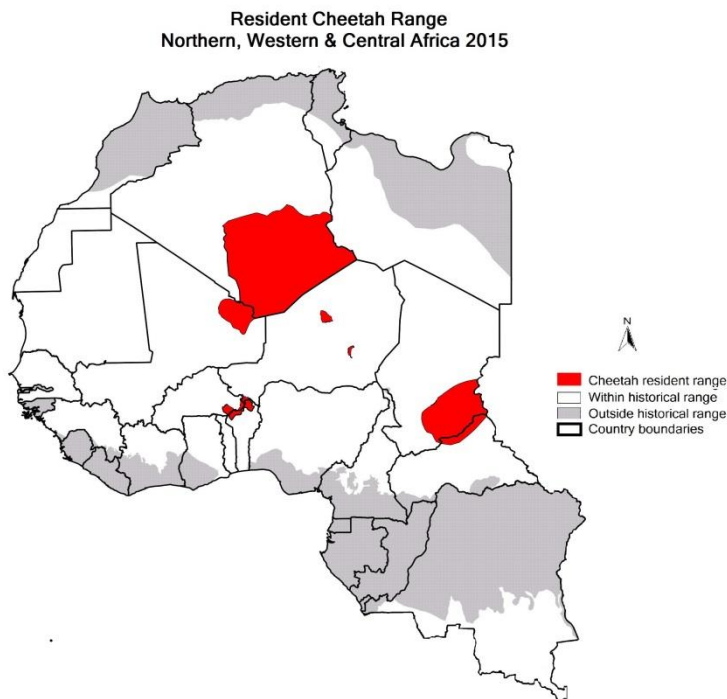 Resident Cheetah Range
Northern, Western & Central Africa 2015
N
Cheetah resident range
Within historical range
Outside historical range
Country boundaries